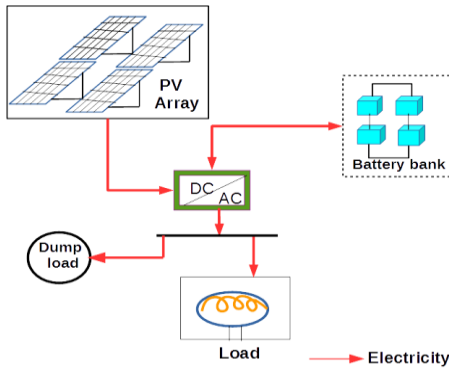 PV
Array
Battery bank
DC
AC
Dump
load
Load
Electricity